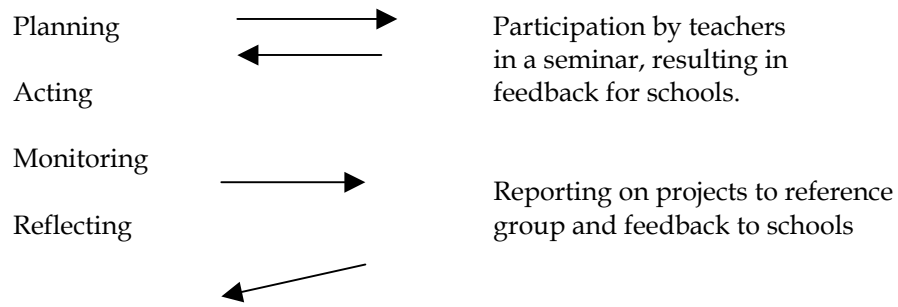 Planning
Acting
Monitoring
Reflecting
Participation by teachers
in a seminar, resulting in
feedback for schools.
Reporting on projects to reference
group and feedback to schools